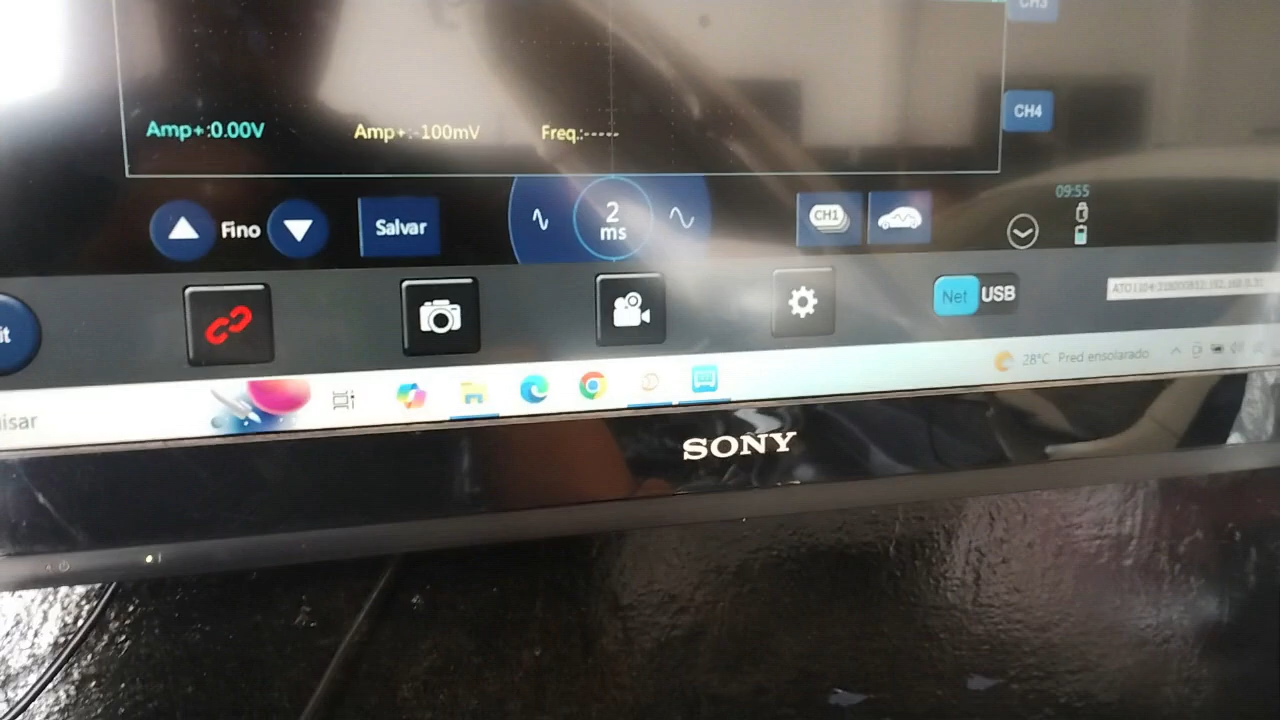 CH3
CH4
Amp+:0.00V
Amp+:-100mV
Freq.:-----
09:55
Fino
Salvar
2
ms
CH1
it
Net
USB
28°C Pred ensolarado
isar
SONY